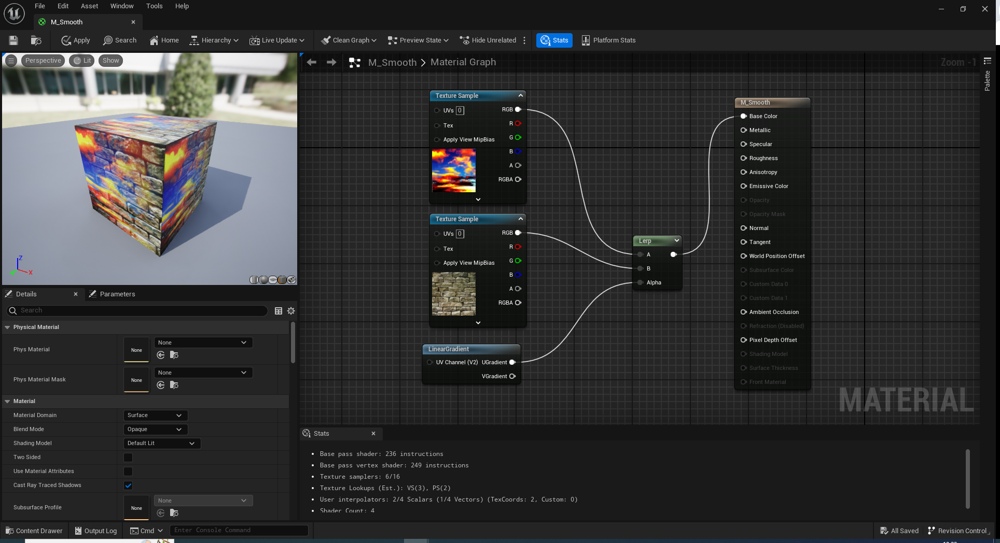 File Edit Asset Window Tools Help
M_Smooth
Apply Search Home Hierarchy Live Update Clean Graph Preview State Hide Unrelated Stats Platform Stats
Perspective Lit Show
M_Smooth > Material Graph
Zoom -1
Palette
Z
X
Texture Sample
UVs 0 RGB
R
Tex
G
Apply View MipBias
B
A
RGBA
Texture Sample
UVs 0 RGB
R
Tex
G
Apply View MipBias
B
A
RGBA
LinearGradient
UV Channel (V2) UGradient
VGradient
Lerp
A
B
Alpha
M_Smooth
Base Color
Metallic
Specular
Roughness
Anisotropy
Emissive Color
Opacity
Opacity Mask
Normal
Tangent
World Position Offset
Subsurface Color
Custom Data 0
Custom Data 1
Ambient Occlusion
Refraction (Disabled)
Pixel Depth Offset
Shading Model
Surface Thickness
Front Material
MATERIAL
Details
Parameters
Search
Physical Material
Phys Material None None
Phys Material Mask None None
Material
Material Domain Surface
Blend Mode Opaque
Shading Model Default Lit
Two Sided
Use Material Attributes
Cast Ray Traced Shadows
Subsurface Profile None None
Stats
• Base pass shader: 236 instructions
• Base pass vertex shader: 249 instructions
• Texture samplers: 6/16
• Texture Lookups (Est.): VS(3), PS(2)
• User interpolators: 2/4 Scalars (1/4 Vectors) (TexCoords: 2, Custom: 0)
• Shader Count: 4
Content Drawer Output Log Cmd Enter Console Command All Saved Revision Control